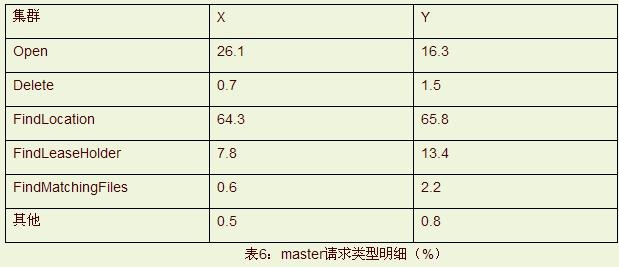 集群 X Y
Open 26.1 16.3
Delete 0.7 1.5
FindLocation 64.3 65.8
FindLeaseHolder 7.8 13.4
FindMatchingFiles 0.6 2.2
其他 0.5 0.8
表6：master请求类型明细（%）